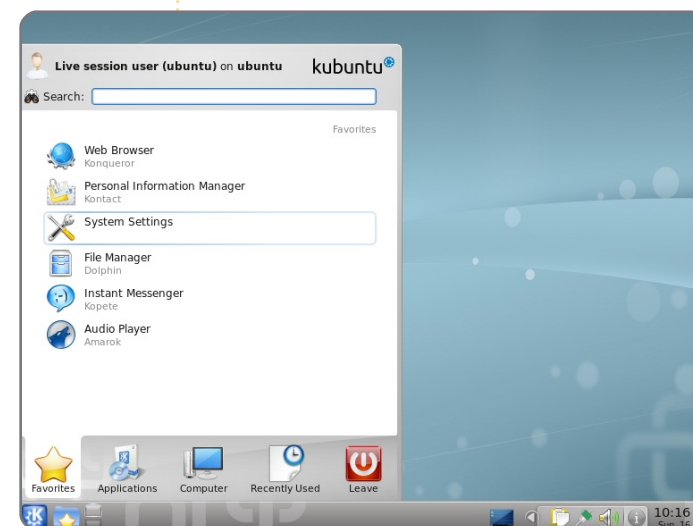 Live session user (ubuntu) on ubuntu
kubuntu
Search:
Favorites
Web Browser
Konqueror
Personal Information Manager
Kontact
System Settings
File Manager
Dolphin
Instant Messenger
Kopete
Audio Player
Amarok
Favorites
Applications
Computer
Recently Used
Leave
10:16